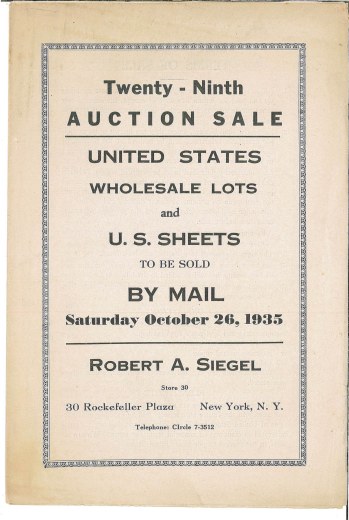 Twenty - Ninth
AUCTION SALE
UNITED STATES
WHOLESALE LOTS
and
U. S. SHEETS
TO BE SOLD
BY MAIL
Saturday October 26, 1935
ROBERT A. SIEGEL
Store 30
30 Rockefeller Plaza New York, N. Y.
Telephone: Circle 7-3512